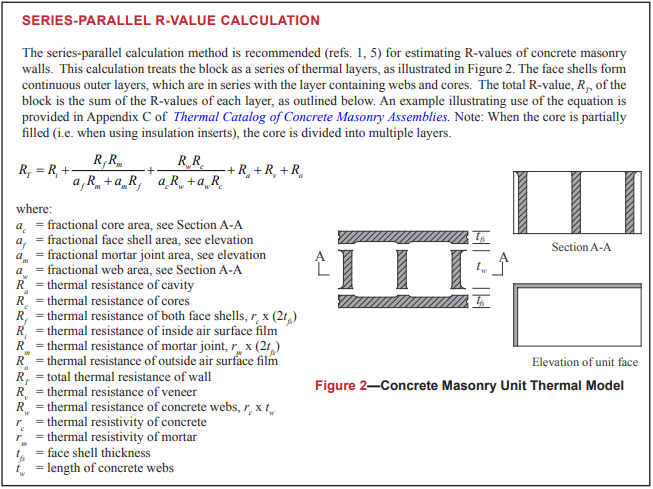 SERIES-PARALLEL R-VALUE CALCULATION
The series-parallel calculation method is recommended (refs. 1, 5) for estimating R-values of concrete masonry
walls. This calculation treats the block as a series of thermal layers, as illustrated in Figure 2. The face shells form
continuous outer layers, which are in series with the layer containing webs and cores. The total R-value, R_T, of the
block is the sum of the R-values of each layer, as outlined below. An example illustrating use of the equation is
provided in Appendix C of Thermal Catalog of Concrete Masonry Assemblies. Note: When the core is partially
filled (i.e. when using insulation inserts), the core is divided into multiple layers.
R_T = R_i + (R_f R_m)/(a_f R_m + a_m R_f) + (R_w R_c)/(a_c R_w + a_w R_c) + R_a + R_v + R_o
where:
a_c = fractional core area, see Section A-A
a_f = fractional face shell area, see elevation
a_m = fractional mortar joint area, see elevation
a_w = fractional web area, see Section A-A
R_a = thermal resistance of cavity
R_c = thermal resistance of cores
R_f = thermal resistance of both face shells, r_c x (2t_fs)
R_i = thermal resistance of inside air surface film
R_m = thermal resistance of mortar joint, r_m x (2t_fs)
R_o = thermal resistance of outside air surface film
R_T = total thermal resistance of wall
R_v = thermal resistance of veneer
R_w = thermal resistance of concrete webs, r_c x t_w
r_c = thermal resistivity of concrete
r_m = thermal resistivity of mortar
t_fs = face shell thickness
t_w = length of concrete webs
A
t_fs
t_w
t_fs
A
Section A-A
Elevation of unit face
Figure 2—Concrete Masonry Unit Thermal Model